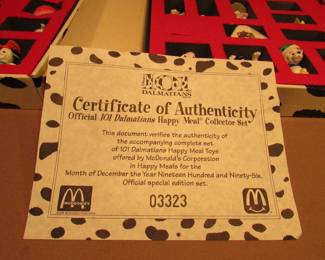 101
DALMATIANS
Certificate of Authenticity
Official 101 Dalmatians Happy Meal® Collector Set™
This document verifies the authenticity of
the accompanying complete set
of 101 Dalmatians Happy Meal Toys
offered by McDonald's Corporation
in Happy Meals for the
Month of December the Year Nineteen Hundred and Ninety-Six.
Official special edition set.
03323
McDonald's